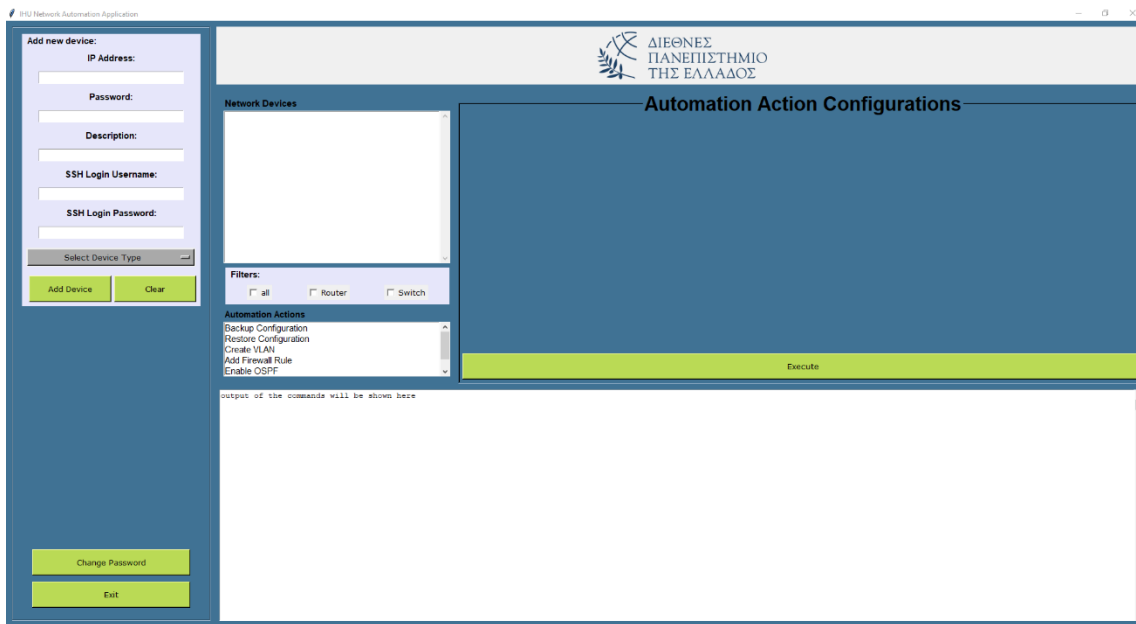 IHU Network Automation Application
Add new device:
IP Address:
Password:
Description:
SSH Login Username:
SSH Login Password:
Select Device Type
Add Device
Clear
Change Password
Exit
ΔΙΕΘΝΕΣ
ΠΑΝΕΠΙΣΤΗΜΙΟ
ΤΗΣ ΕΛΛΑΔΟΣ
Network Devices
Filters:
all
Router
Switch
Automation Actions
Backup Configuration
Restore Configuration
Create VLAN
Add Firewall Rule
Enable OSPF
Automation Action Configurations
Execute
output of the commands will be shown here